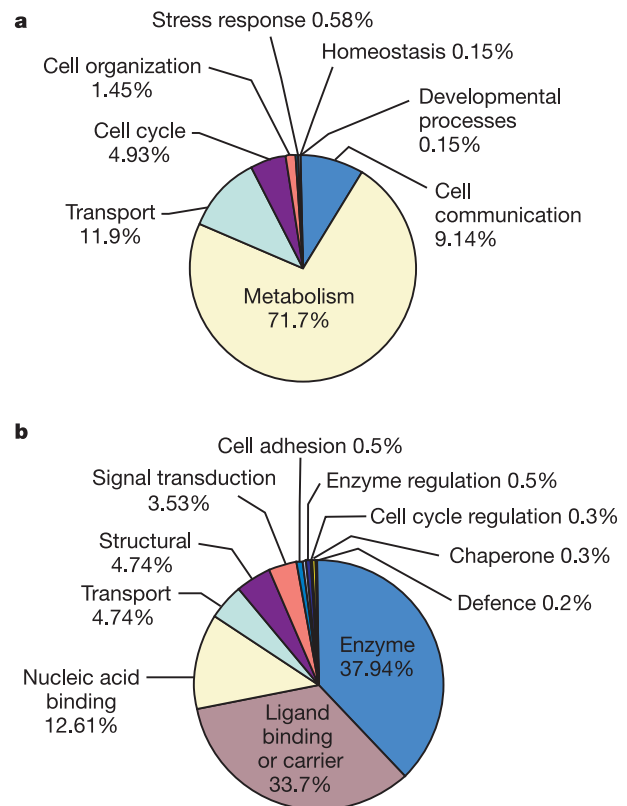 a
Stress response 0.58%
Homeostasis 0.15%
Cell organization
1.45%
Developmental
processes
0.15%
Cell cycle
4.93%
Cell
communication
9.14%
Transport
11.9%
Metabolism
71.7%
b
Cell adhesion 0.5%
Signal transduction
3.53%
Enzyme regulation 0.5%
Cell cycle regulation 0.3%
Structural
4.74%
Chaperone 0.3%
Transport
4.74%
Defence 0.2%
Enzyme
37.94%
Nucleic acid
binding
12.61%
Ligand
binding
or carrier
33.7%